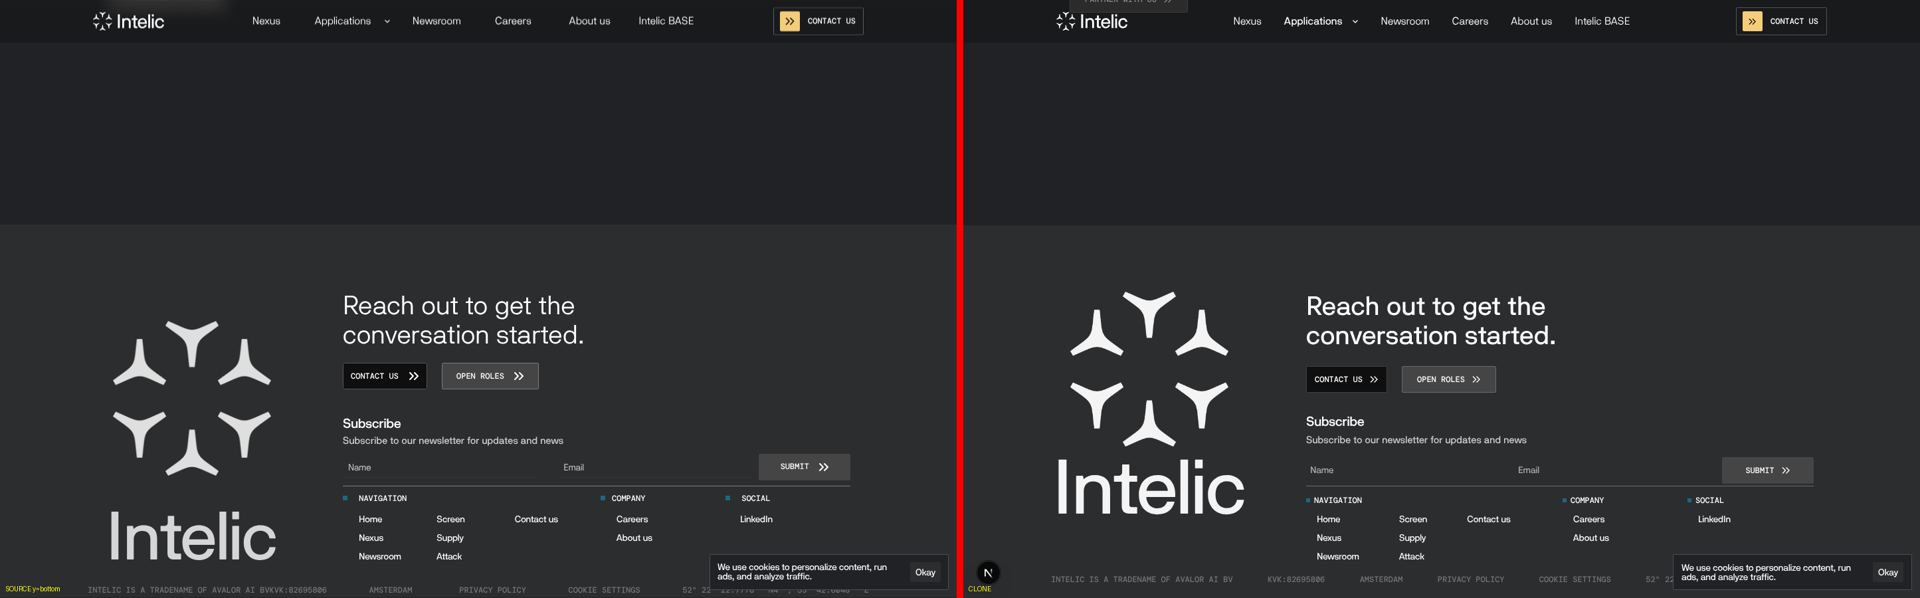 Intelic
Nexus
Applications
Newsroom
Careers
About us
Intelic BASE
CONTACT US
Reach out to get the
conversation started.
CONTACT US
OPEN ROLES
Subscribe
Subscribe to our newsletter for updates and news
Name
Email
SUBMIT
NAVIGATION
COMPANY
SOCIAL
Home
Screen
Contact us
Careers
LinkedIn
Nexus
Supply
About us
Newsroom
Attack
Intelic
We use cookies to personalize content, run
ads, and analyze traffic.
Okay
SOURCE y=bottom
INTELIC IS A TRADENAME OF AVALOR AI BVKVK:82695806
AMSTERDAM
PRIVACY POLICY
COOKIE SETTINGS
52° 22'
Intelic
Nexus
Applications
Newsroom
Careers
About us
Intelic BASE
CONTACT US
Reach out to get the
conversation started.
CONTACT US
OPEN ROLES
Subscribe
Subscribe to our newsletter for updates and news
Name
Email
SUBMIT
NAVIGATION
COMPANY
SOCIAL
Home
Screen
Contact us
Careers
LinkedIn
Nexus
Supply
About us
Newsroom
Attack
Intelic
We use cookies to personalize content, run
ads, and analyze traffic.
Okay
N
CLONE
INTELIC IS A TRADENAME OF AVALOR AI BV
KVK:82695806
AMSTERDAM
PRIVACY POLICY
COOKIE SETTINGS
52° 22